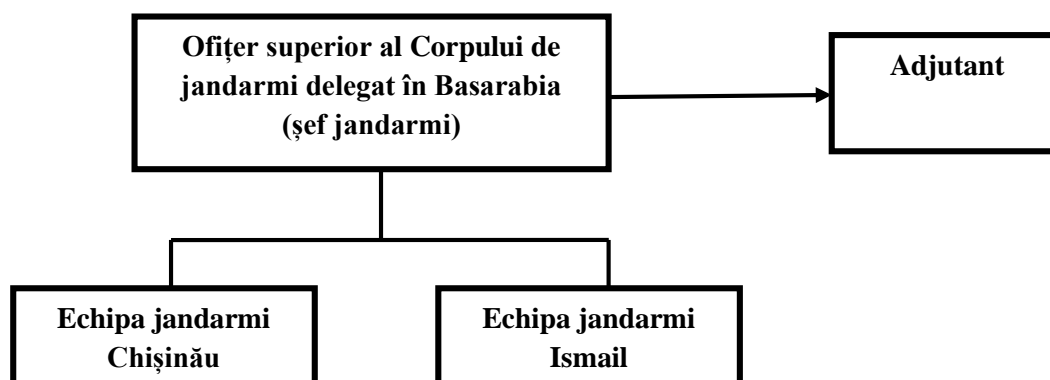 Ofițer superior al Corpului de
jandarmi delegat în Basarabia
(șef jandarmi)
Adjutant
Echipa jandarmi
Chișinău
Echipa jandarmi
Ismail